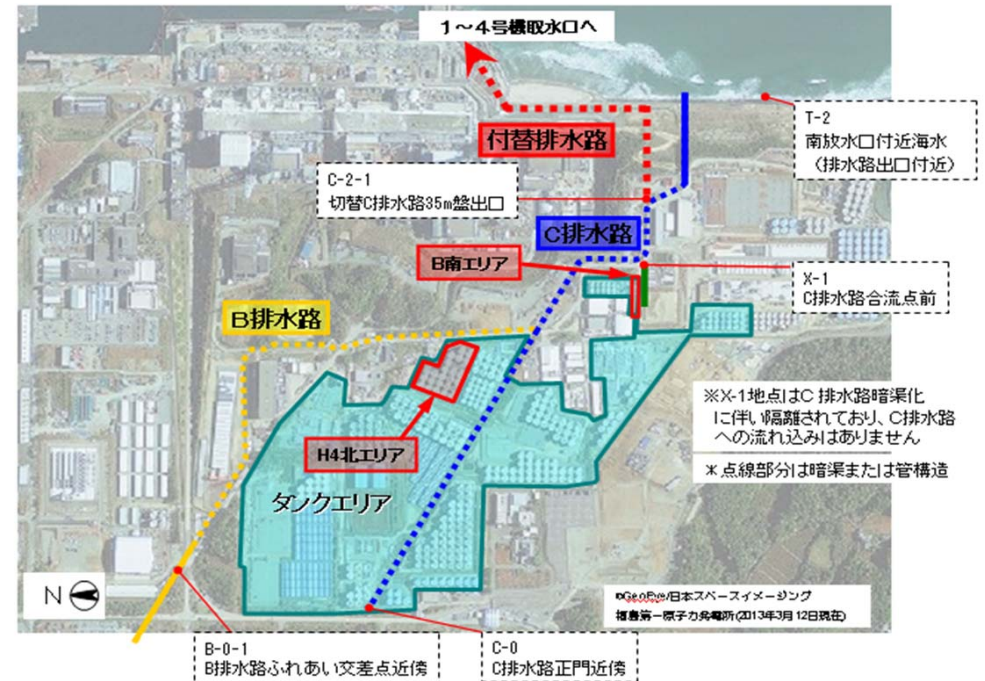 1～4号機取水口へ
T-2
南放水口付近海水
（排水路出口付近）
付替排水路
C-2-1
切替C排水路35m盤出口
C排水路
B南エリア
X-1
C排水路合流点前
B排水路
※X-1地点はC 排水路暗渠化
に伴い隔離されており、C排水路
への流れ込みはありません
＊点線部分は暗渠または管構造
H4北エリア
タンクエリア
N
©GeoEye/日本スペースイメージング
福島第一原子力発電所(2013年3月12日現在)
B-0-1
B排水路ふれあい交差点近傍
C-0
C排水路正門近傍